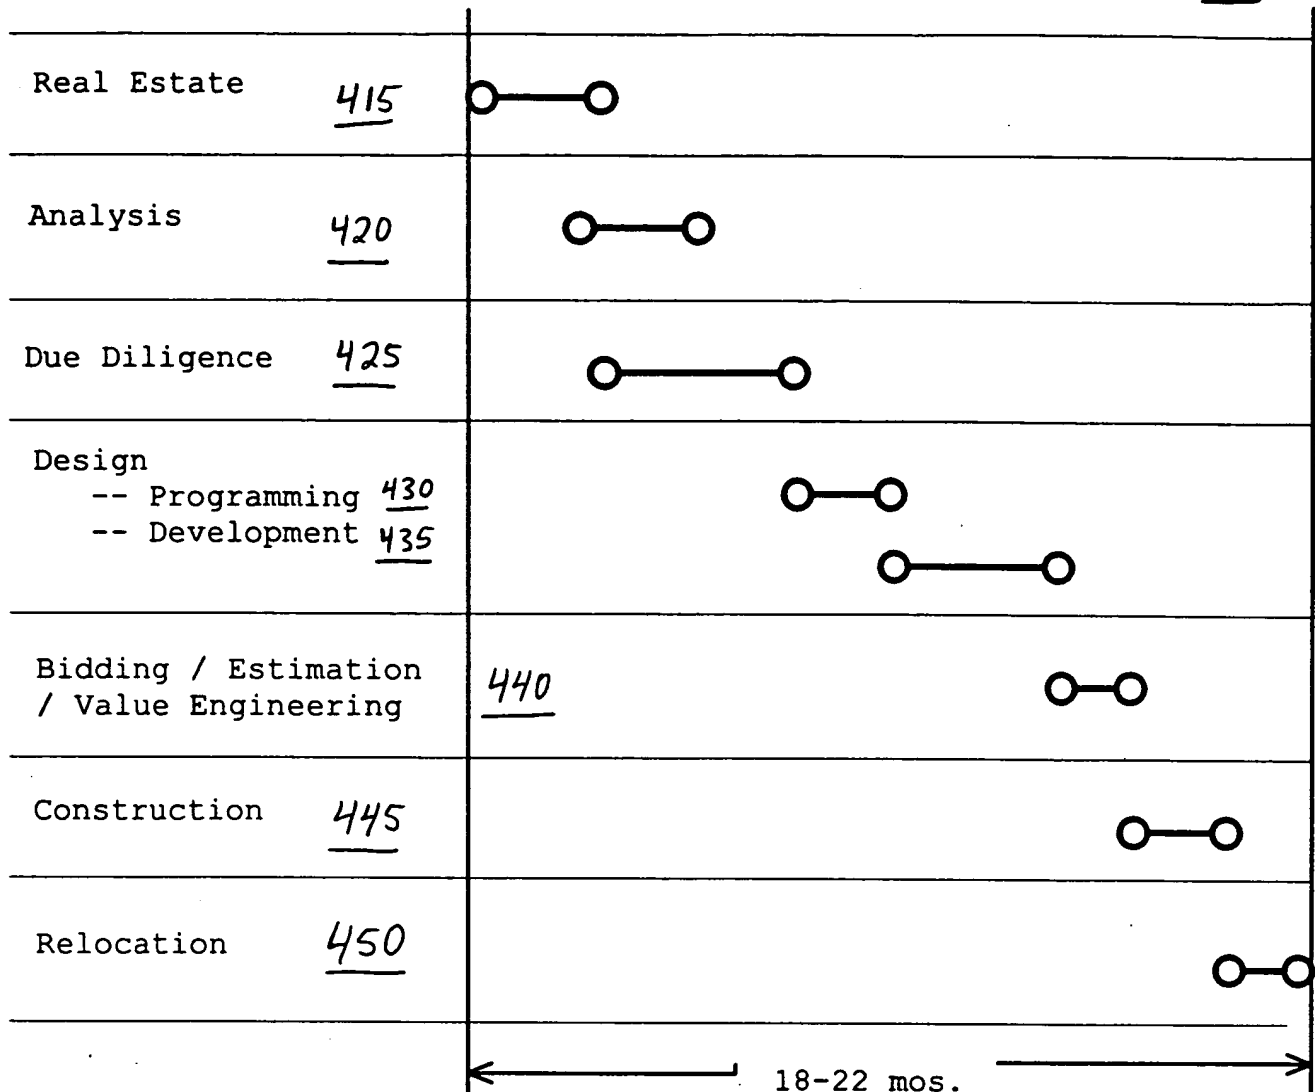 Real Estate 415
Analysis 420
Due Diligence 425
Design
-- Programming 430
-- Development 435
Bidding / Estimation
/ Value Engineering 440
Construction 445
Relocation 450
18-22 mos.